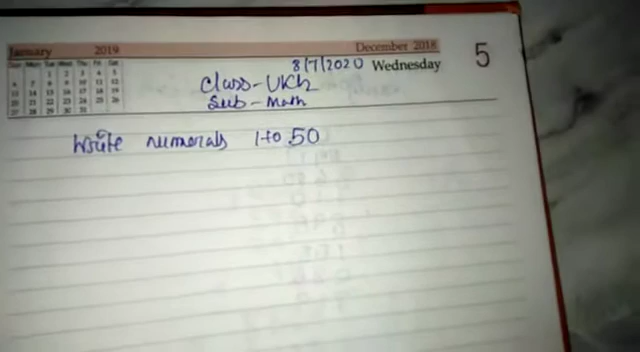 January 2019
December 2018
5
8/7/2020 Wednesday
Class - UKG
Sub - Math
Write numerals 1 to 50